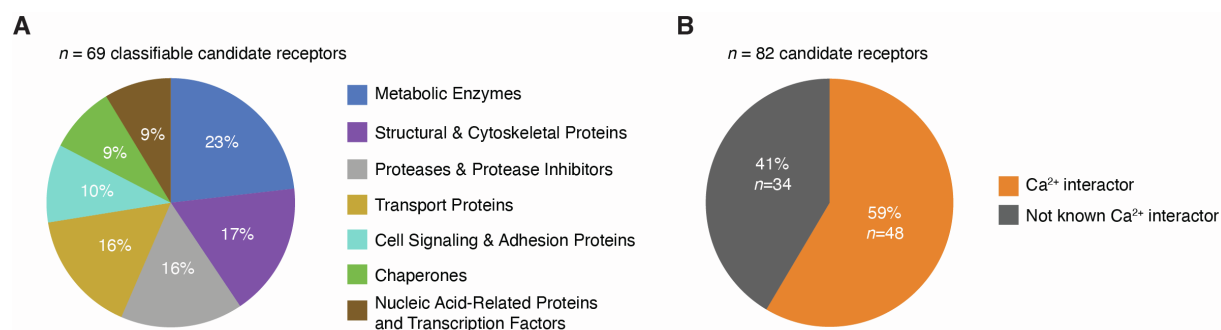 A
n = 69 classifiable candidate receptors
23%
17%
16%
16%
10%
9%
9%
Metabolic Enzymes
Structural & Cytoskeletal Proteins
Proteases & Protease Inhibitors
Transport Proteins
Cell Signaling & Adhesion Proteins
Chaperones
Nucleic Acid-Related Proteins
and Transcription Factors
B
n = 82 candidate receptors
41%
n=34
59%
n=48
Ca²⁺ interactor
Not known Ca²⁺ interactor